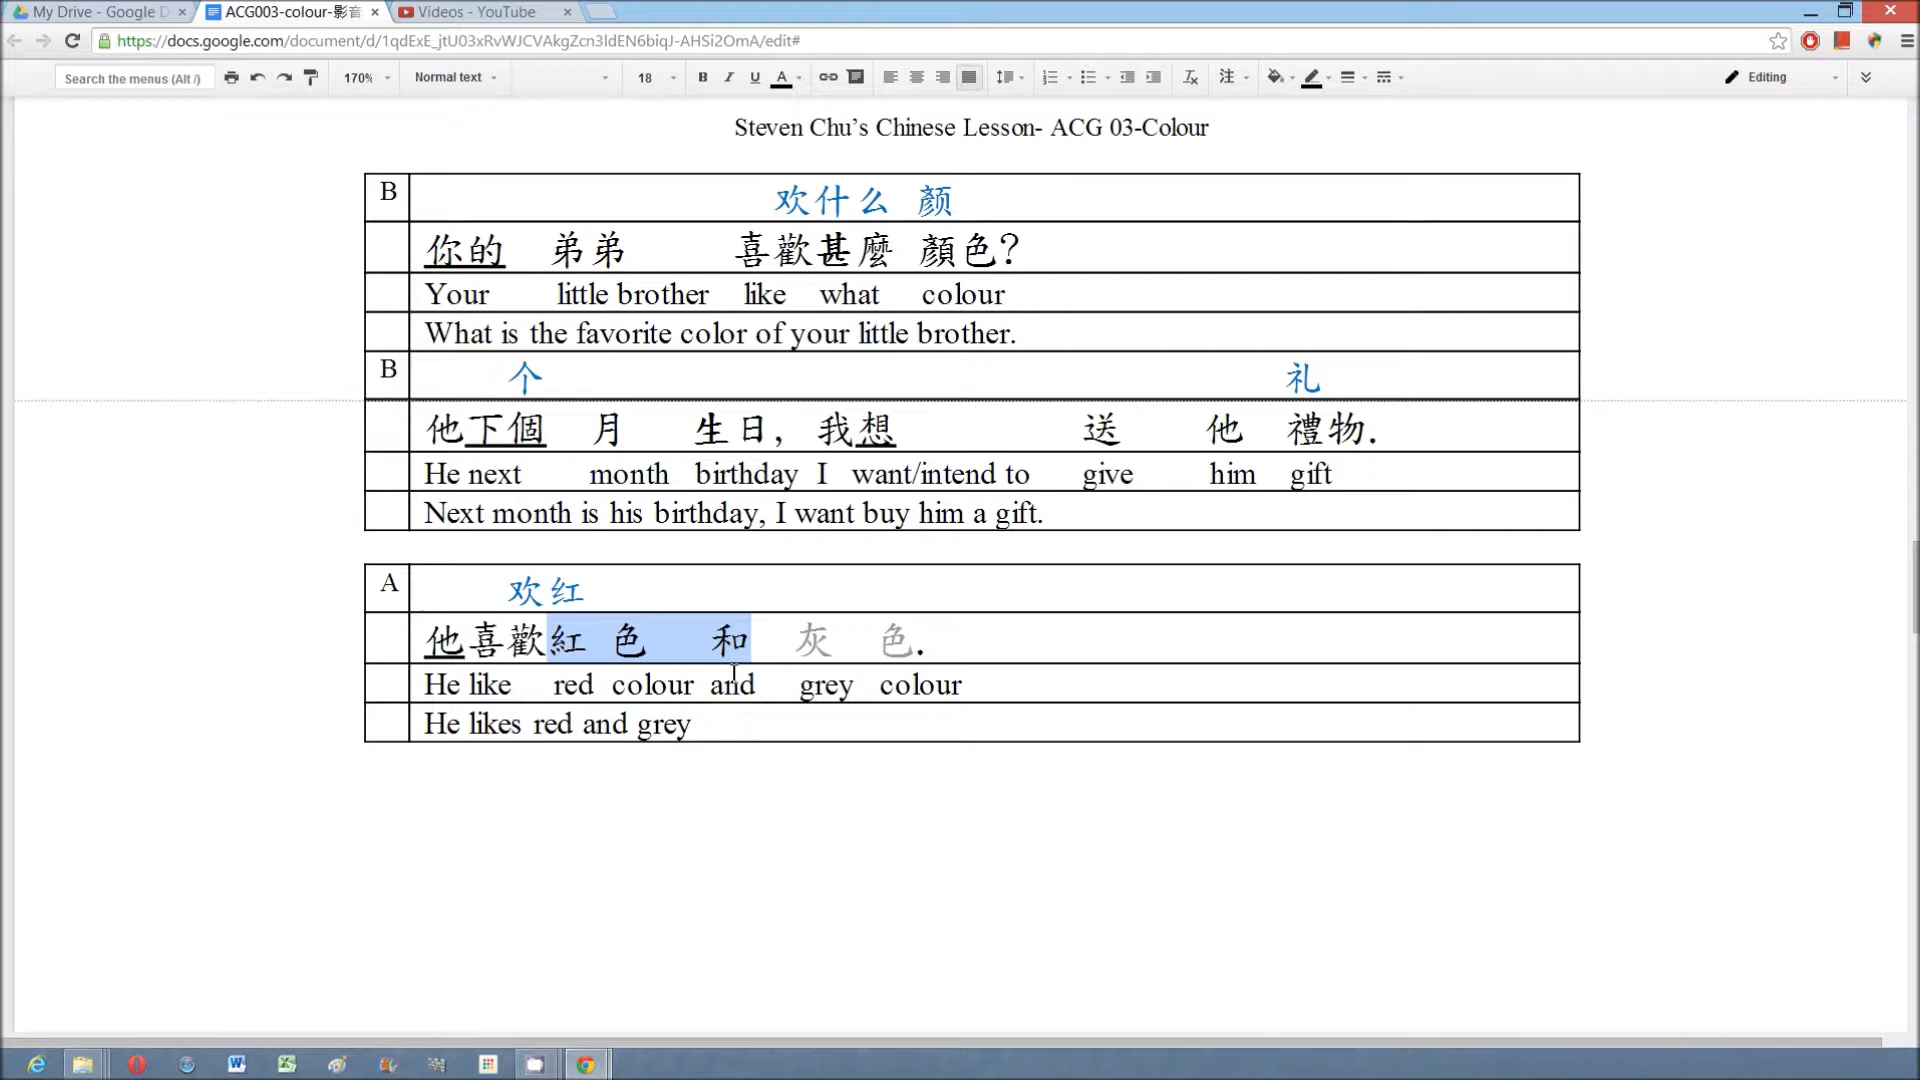 My Drive - Google D
ACG003-colour-影音
Videos - YouTube
https://docs.google.com/document/d/1qdExE_jtU03xRvWJCVAkgZcn3ldEN6biqJ-AHSi2OmA/edit#
Search the menus (Alt /)
170%
Normal text
18
B I U A
注
Editing
Steven Chu’s Chinese Lesson- ACG 03-Colour
B 欢什么 颜
你的 弟弟 喜歡甚麼 顏色?
Your little brother like what colour
What is the favorite color of your little brother.
B 个 礼
他下個 月 生日, 我想 送 他 禮物.
He next month birthday I want/intend to give him gift
Next month is his birthday, I want buy him a gift.
A 欢红
他喜歡紅 色 和 灰 色.
He like red colour and grey colour
He likes red and grey